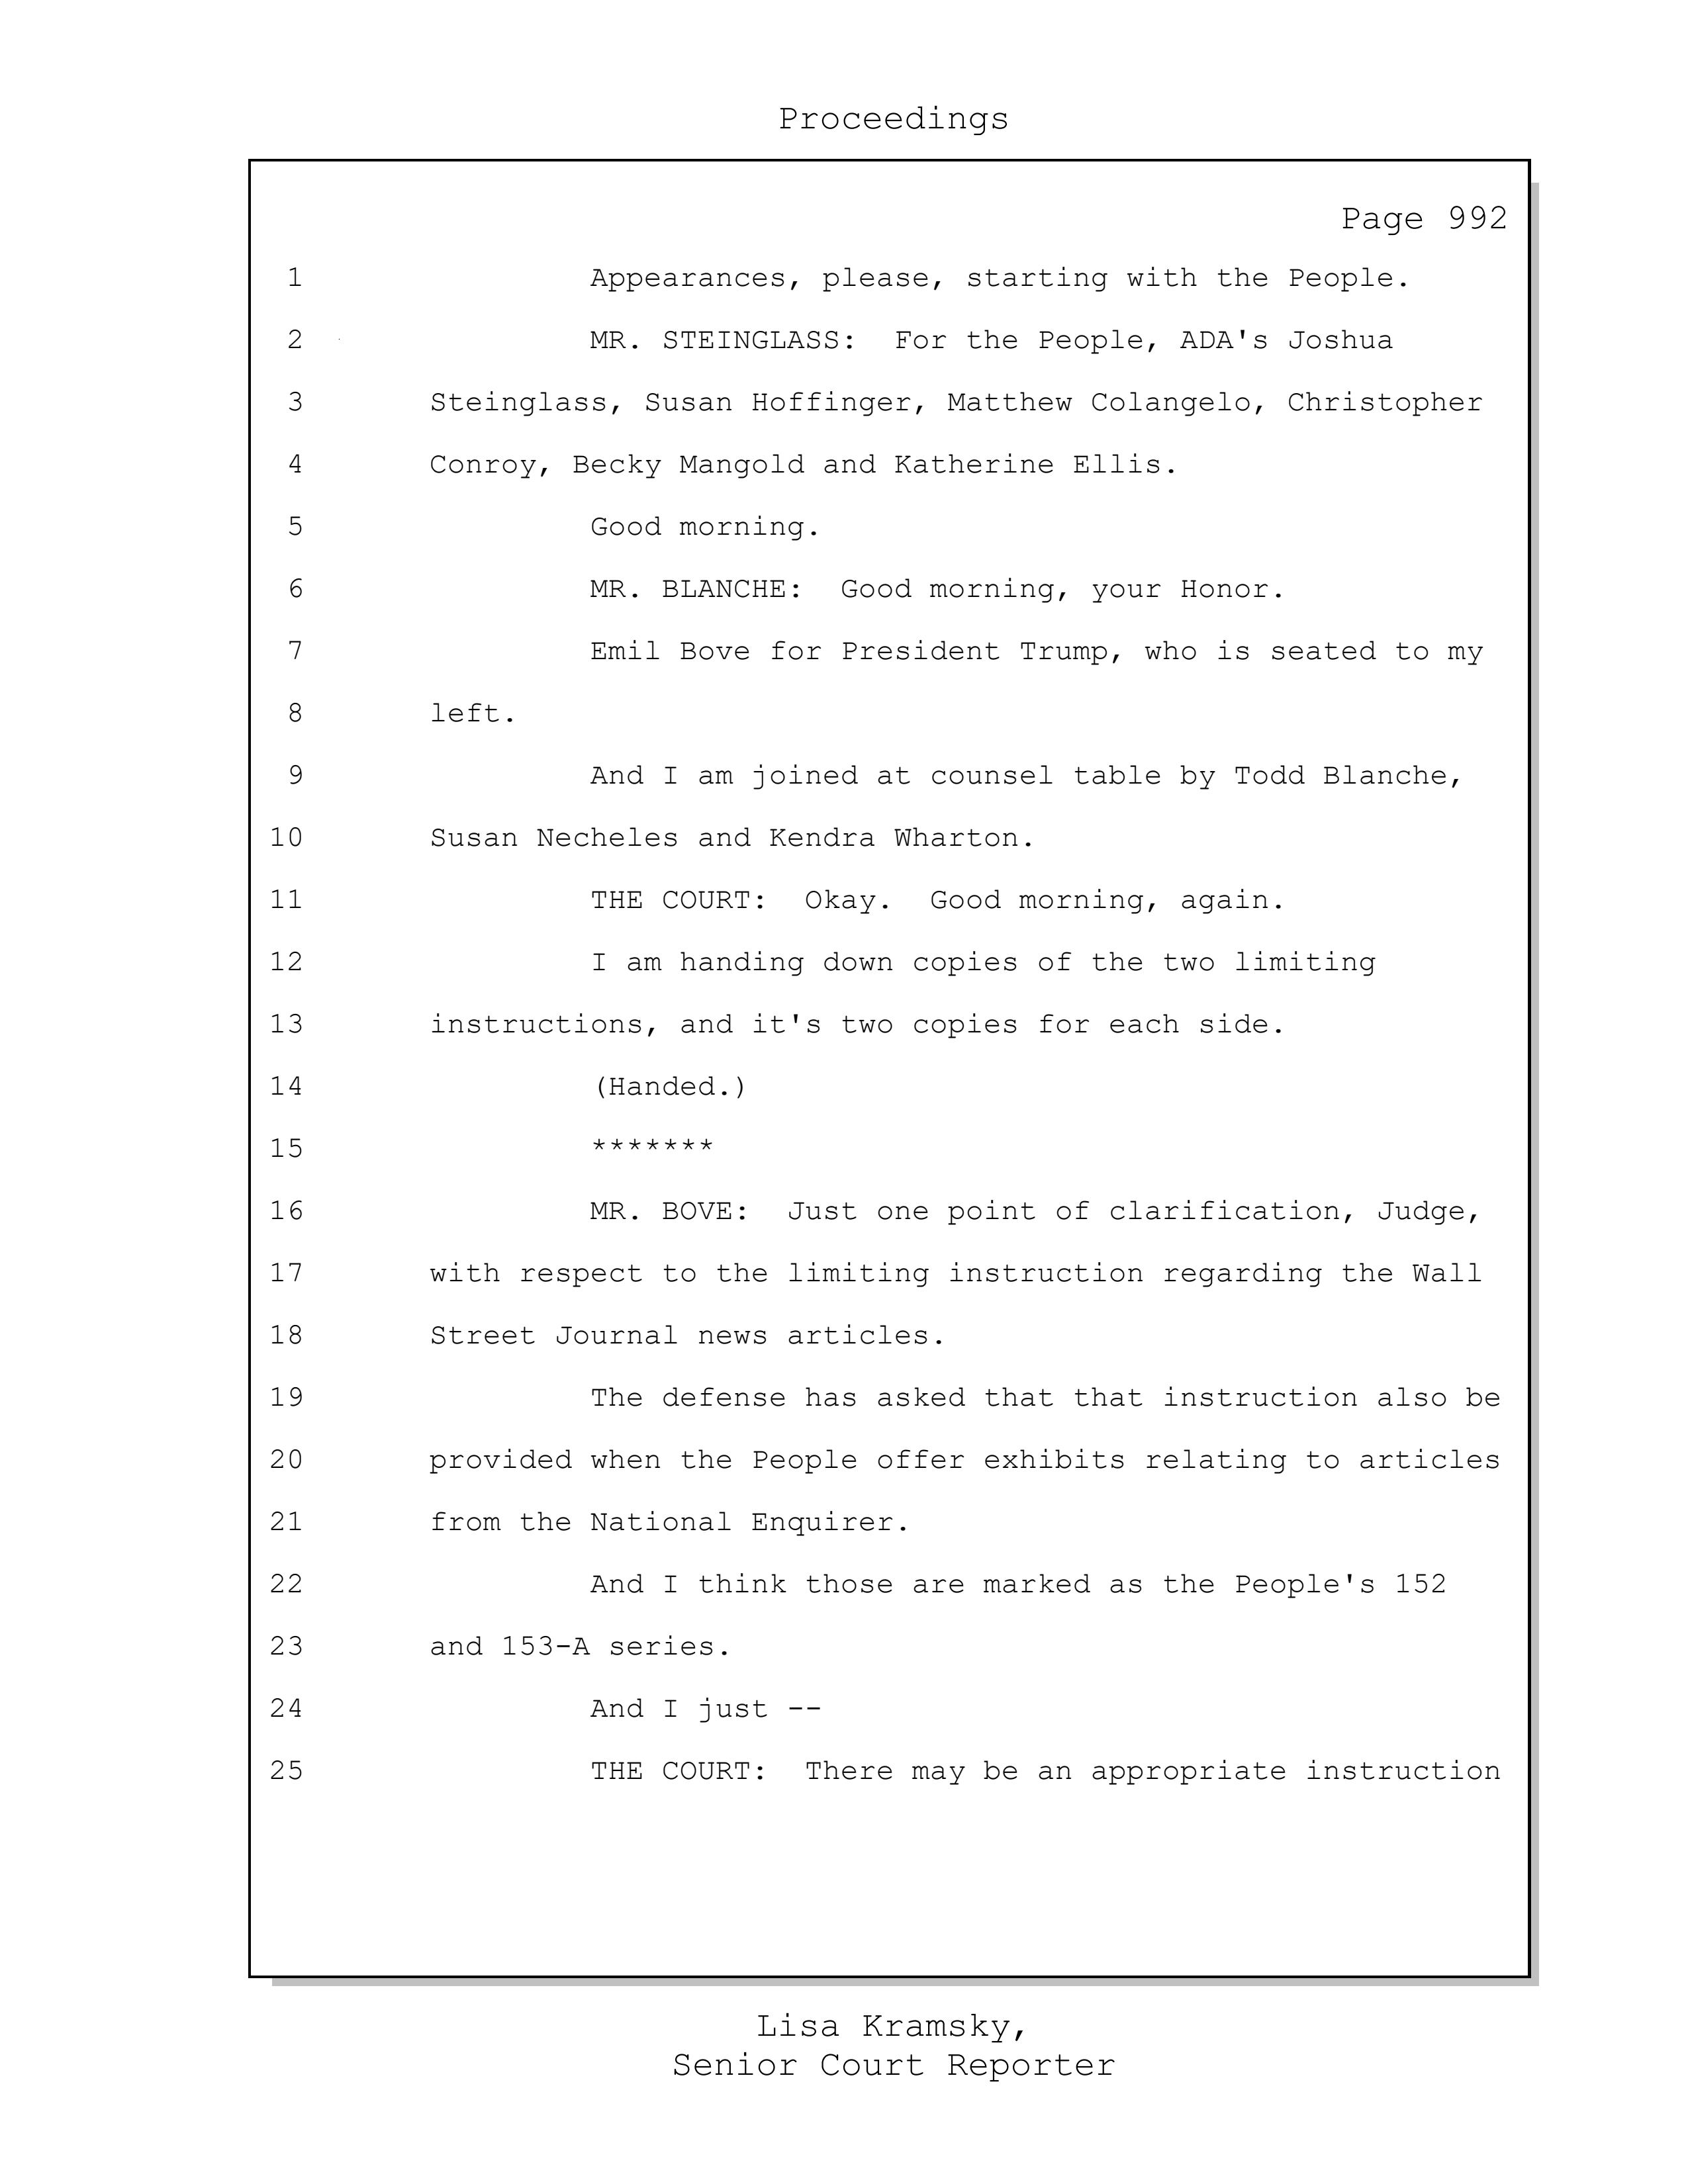 Proceedings
Page 992
1 Appearances, please, starting with the People.
2 MR. STEINGLASS: For the People, ADA's Joshua
3 Steinglass, Susan Hoffinger, Matthew Colangelo, Christopher
4 Conroy, Becky Mangold and Katherine Ellis.
5 Good morning.
6 MR. BLANCHE: Good morning, your Honor.
7 Emil Bove for President Trump, who is seated to my
8 left.
9 And I am joined at counsel table by Todd Blanche,
10 Susan Necheles and Kendra Wharton.
11 THE COURT: Okay. Good morning, again.
12 I am handing down copies of the two limiting
13 instructions, and it's two copies for each side.
14 (Handed.)
15 *******
16 MR. BOVE: Just one point of clarification, Judge,
17 with respect to the limiting instruction regarding the Wall
18 Street Journal news articles.
19 The defense has asked that that instruction also be
20 provided when the People offer exhibits relating to articles
21 from the National Enquirer.
22 And I think those are marked as the People's 152
23 and 153-A series.
24 And I just --
25 THE COURT: There may be an appropriate instruction
Lisa Kramsky,
Senior Court Reporter